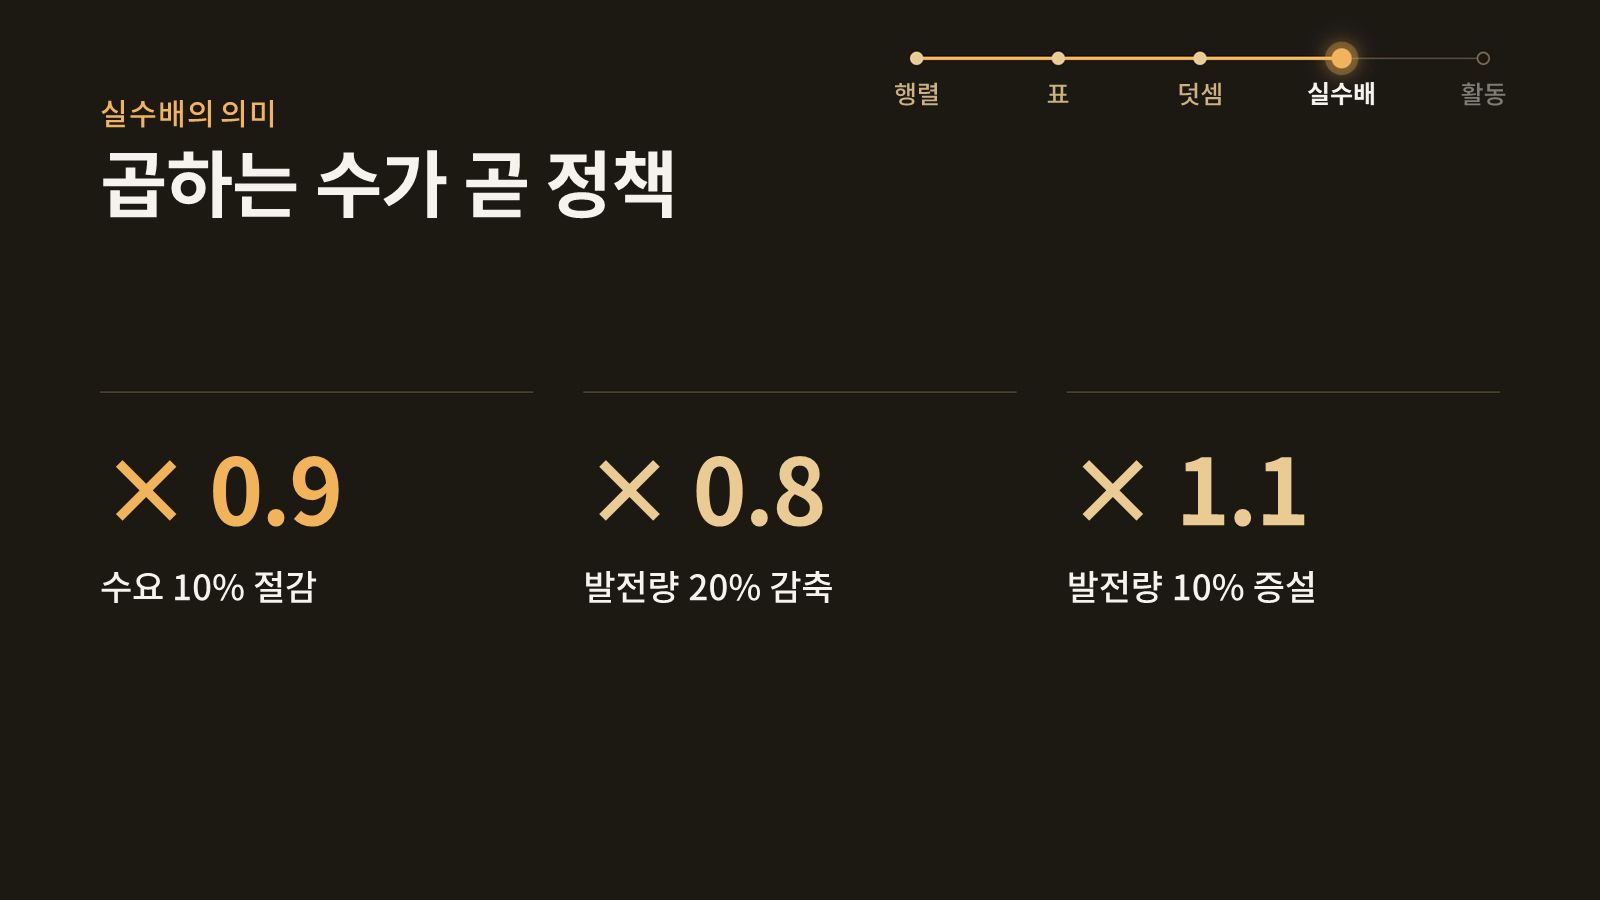 행렬 표 덧셈 실수배 활동
실수배의 의미
곱하는 수가 곧 정책
× 0.9
수요 10% 절감
× 0.8
발전량 20% 감축
× 1.1
발전량 10% 증설